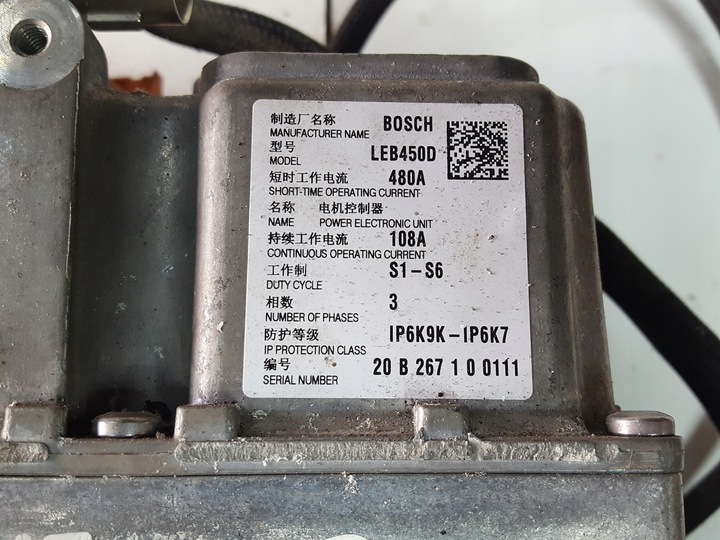 制造厂名称 BOSCH
MANUFACTURER NAME
型号 LEB450D
MODEL
短时工作电流 480A
SHORT-TIME OPERATING CURRENT
名称 电机控制器
NAME POWER ELECTRONIC UNIT
持续工作电流 108A
CONTINUOUS OPERATING CURRENT
工作制 S1-S6
DUTY CYCLE
相数 3
NUMBER OF PHASES
防护等级 IP6K9K-IP6K7
IP PROTECTION CLASS
编号 20 B 267 1 0 0111
SERIAL NUMBER